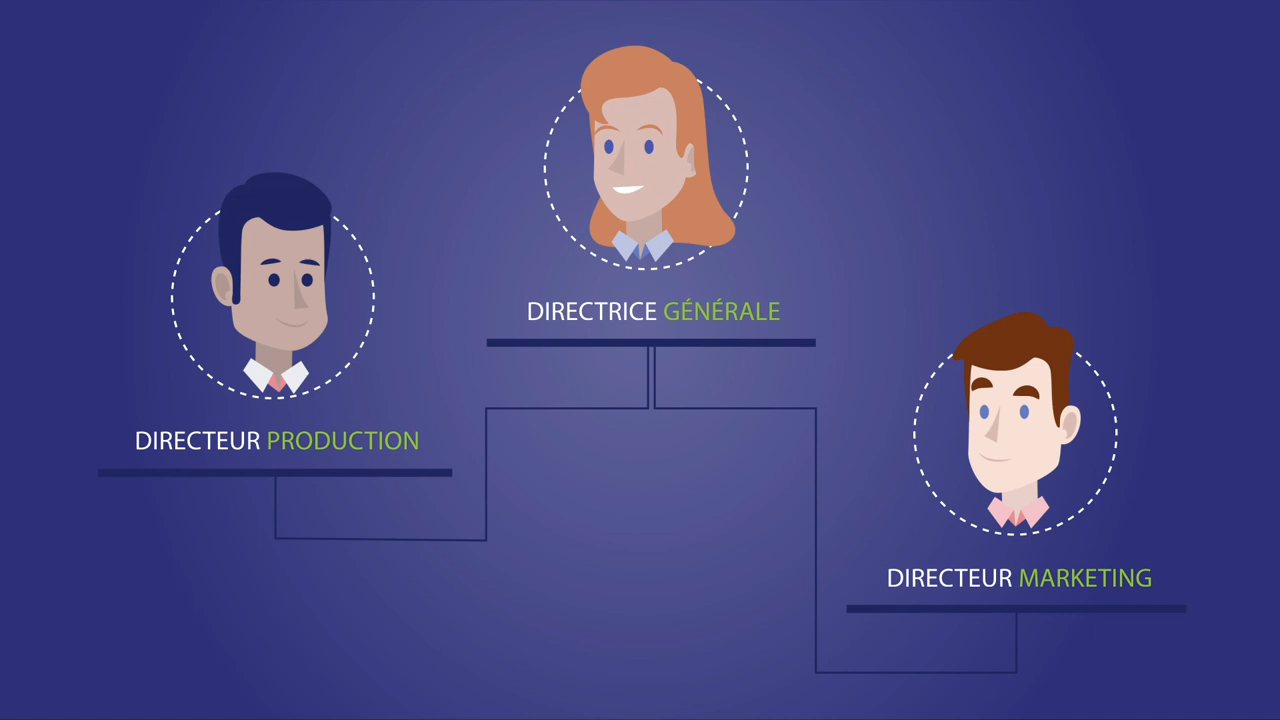 DIRECTRICE GÉNÉRALE
DIRECTEUR PRODUCTION
DIRECTEUR MARKETING